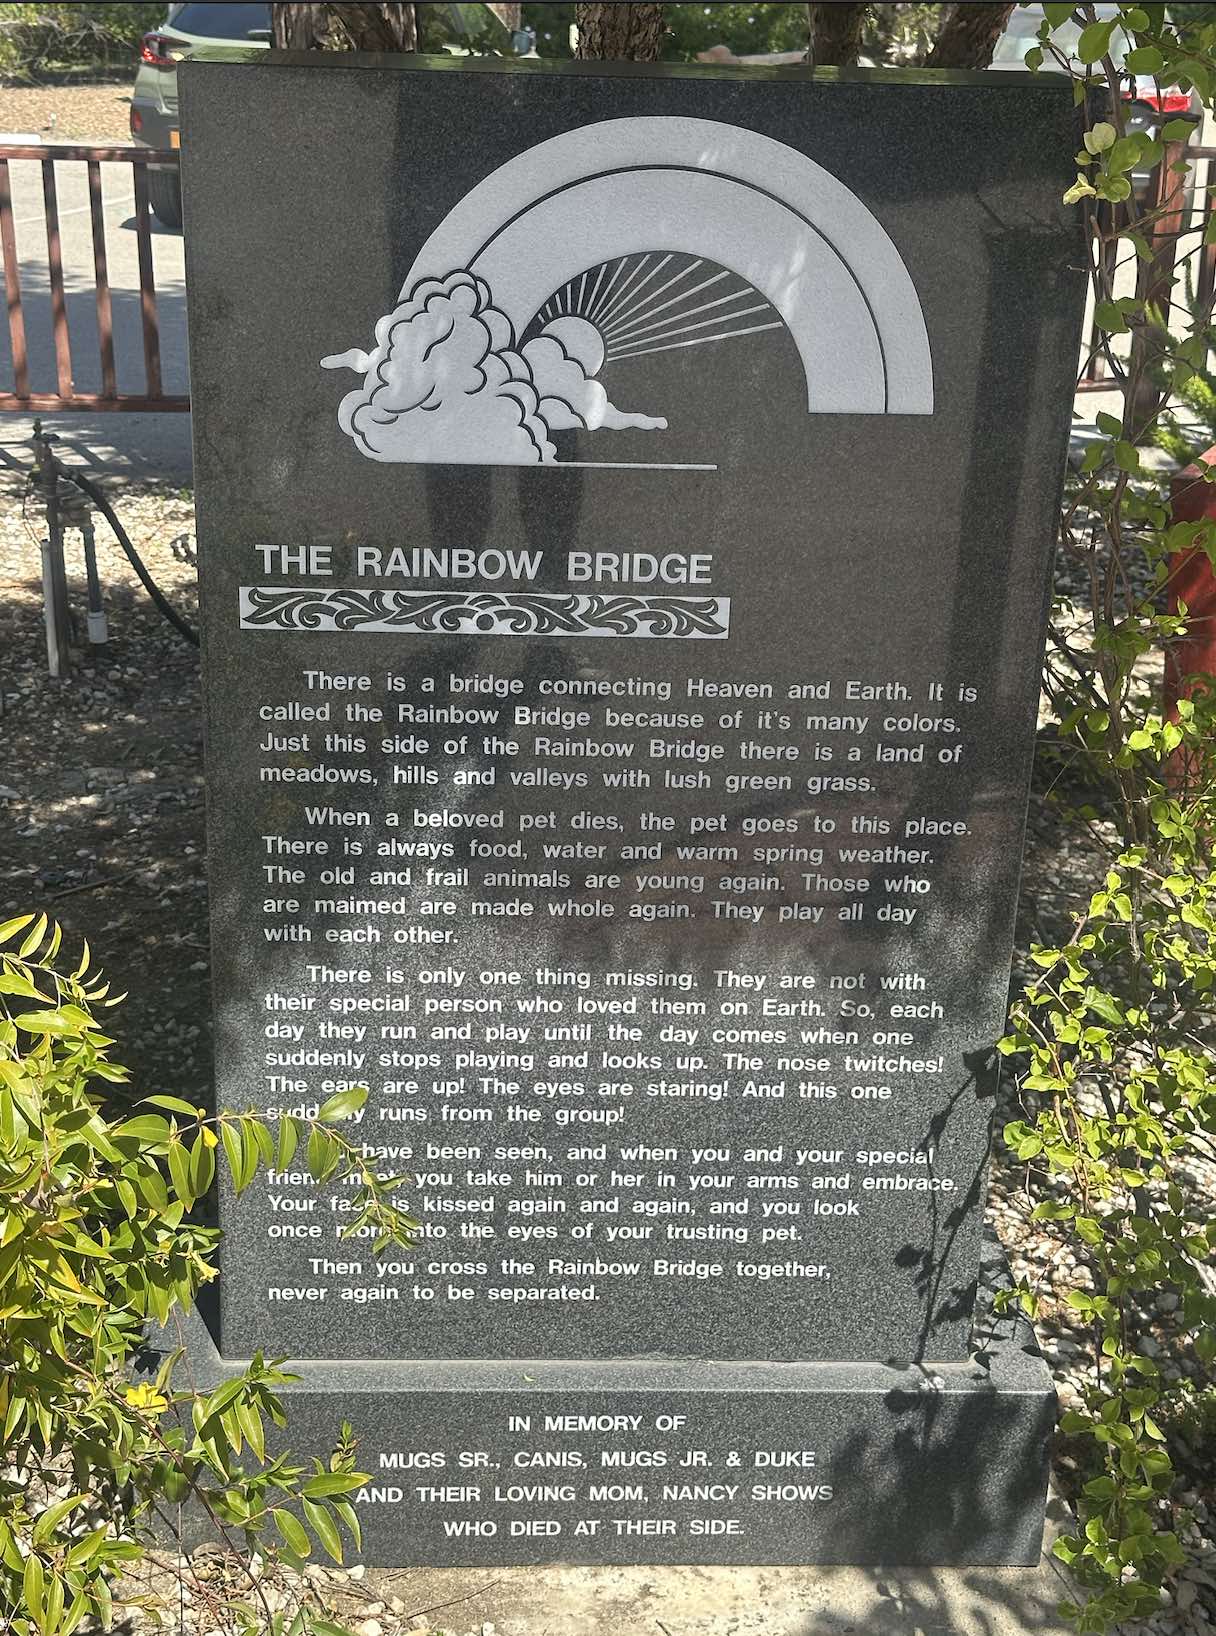 THE RAINBOW BRIDGE
There is a bridge connecting Heaven and Earth. It is
called the Rainbow Bridge because of it's many colors.
Just this side of the Rainbow Bridge there is a land of
meadows, hills and valleys with lush green grass.
When a beloved pet dies, the pet goes to this place.
There is always food, water and warm spring weather.
The old and frail animals are young again. Those who
are maimed are made whole again. They play all day
with each other.
There is only one thing missing. They are not with
their special person who loved them on Earth. So, each
day they run and play until the day comes when one
suddenly stops playing and looks up. The nose twitches!
The ears are up! The eyes are staring! And this one
suddenly runs from the group!
have been seen, and when you and your special
friend meet, you take him or her in your arms and embrace.
Your face is kissed again and again, and you look
once more into the eyes of your trusting pet.
Then you cross the Rainbow Bridge together,
never again to be separated.
IN MEMORY OF
MUGS SR., CANIS, MUGS JR. & DUKE
AND THEIR LOVING MOM, NANCY SHOWS
WHO DIED AT THEIR SIDE.